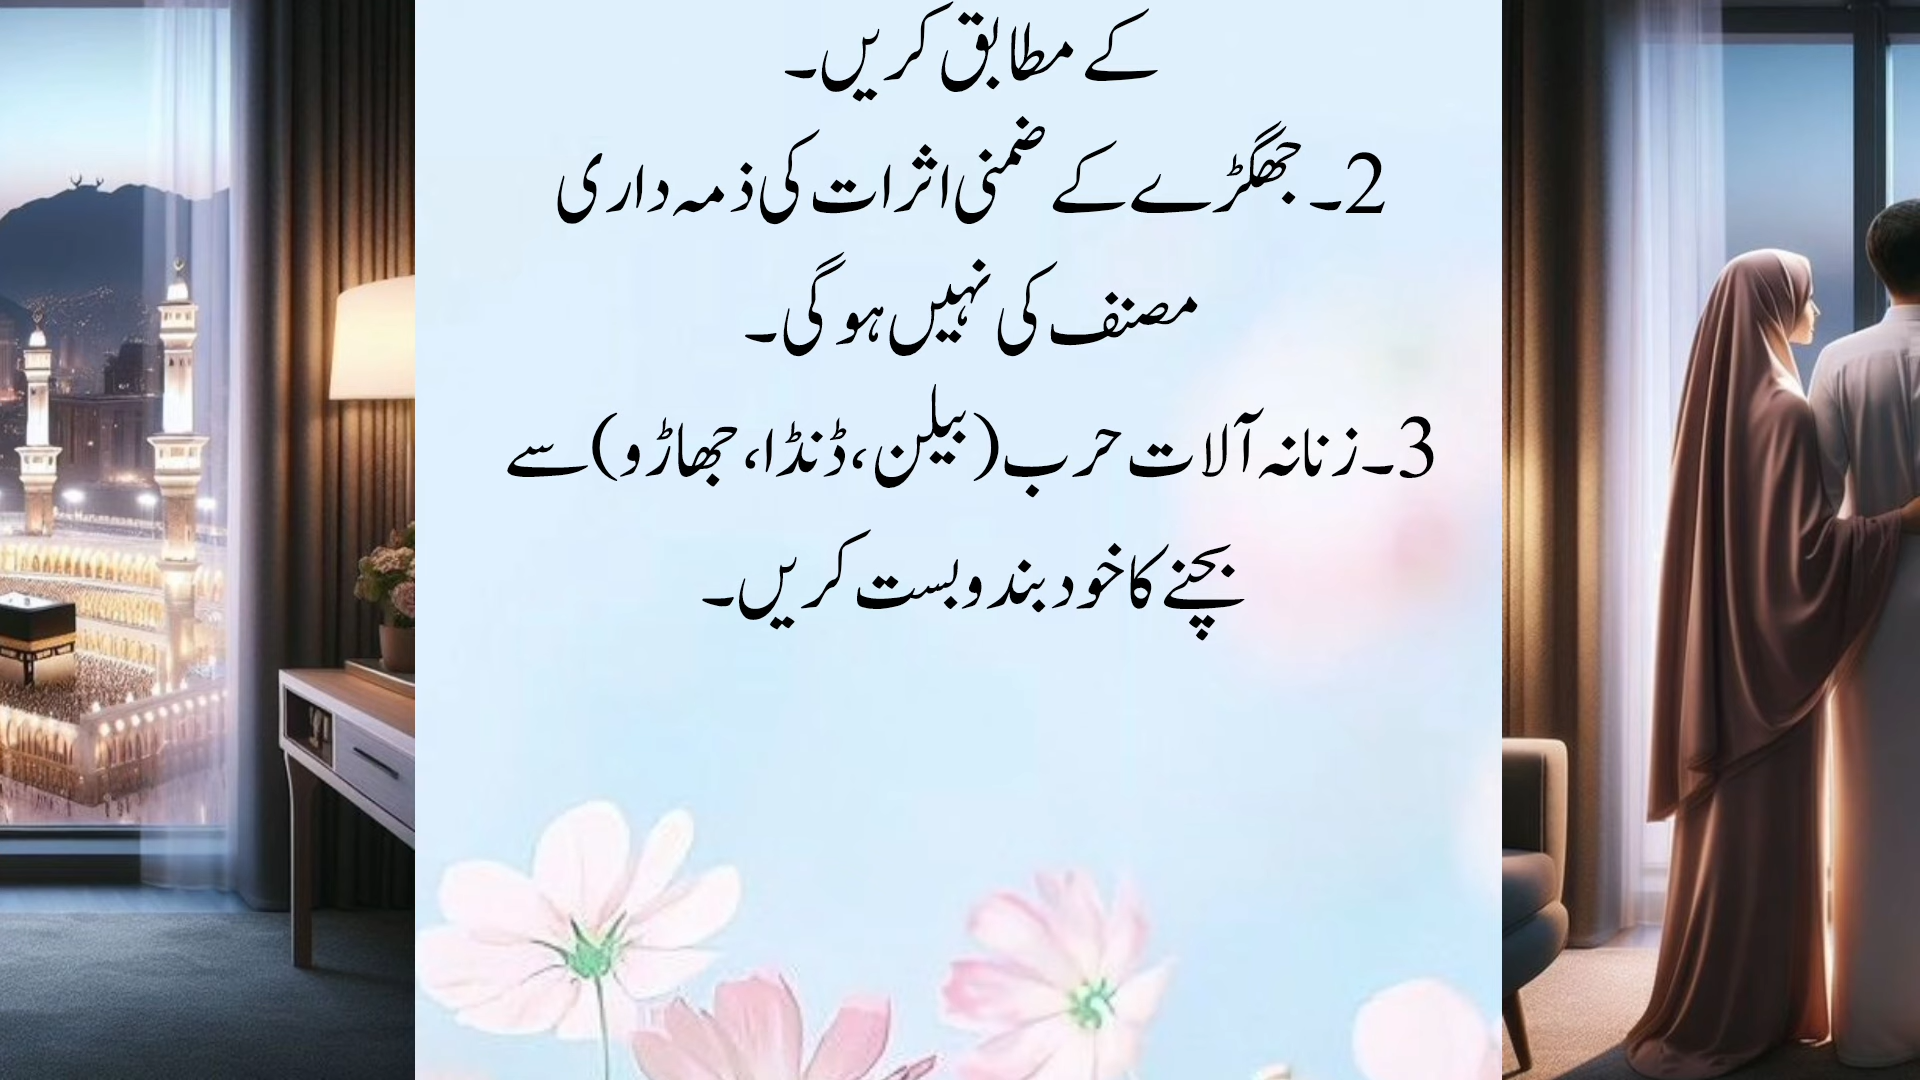 کے مطابق کریں۔
2۔جھگڑے کے ضمنی اثرات کی ذمہ داری
مصنف کی نہیں ہو گی۔
3۔زنانہ آلات حرب(بیلن،ڈنڈا،جھاڑو)سے
بچنے کا خود بندوبست کریں۔